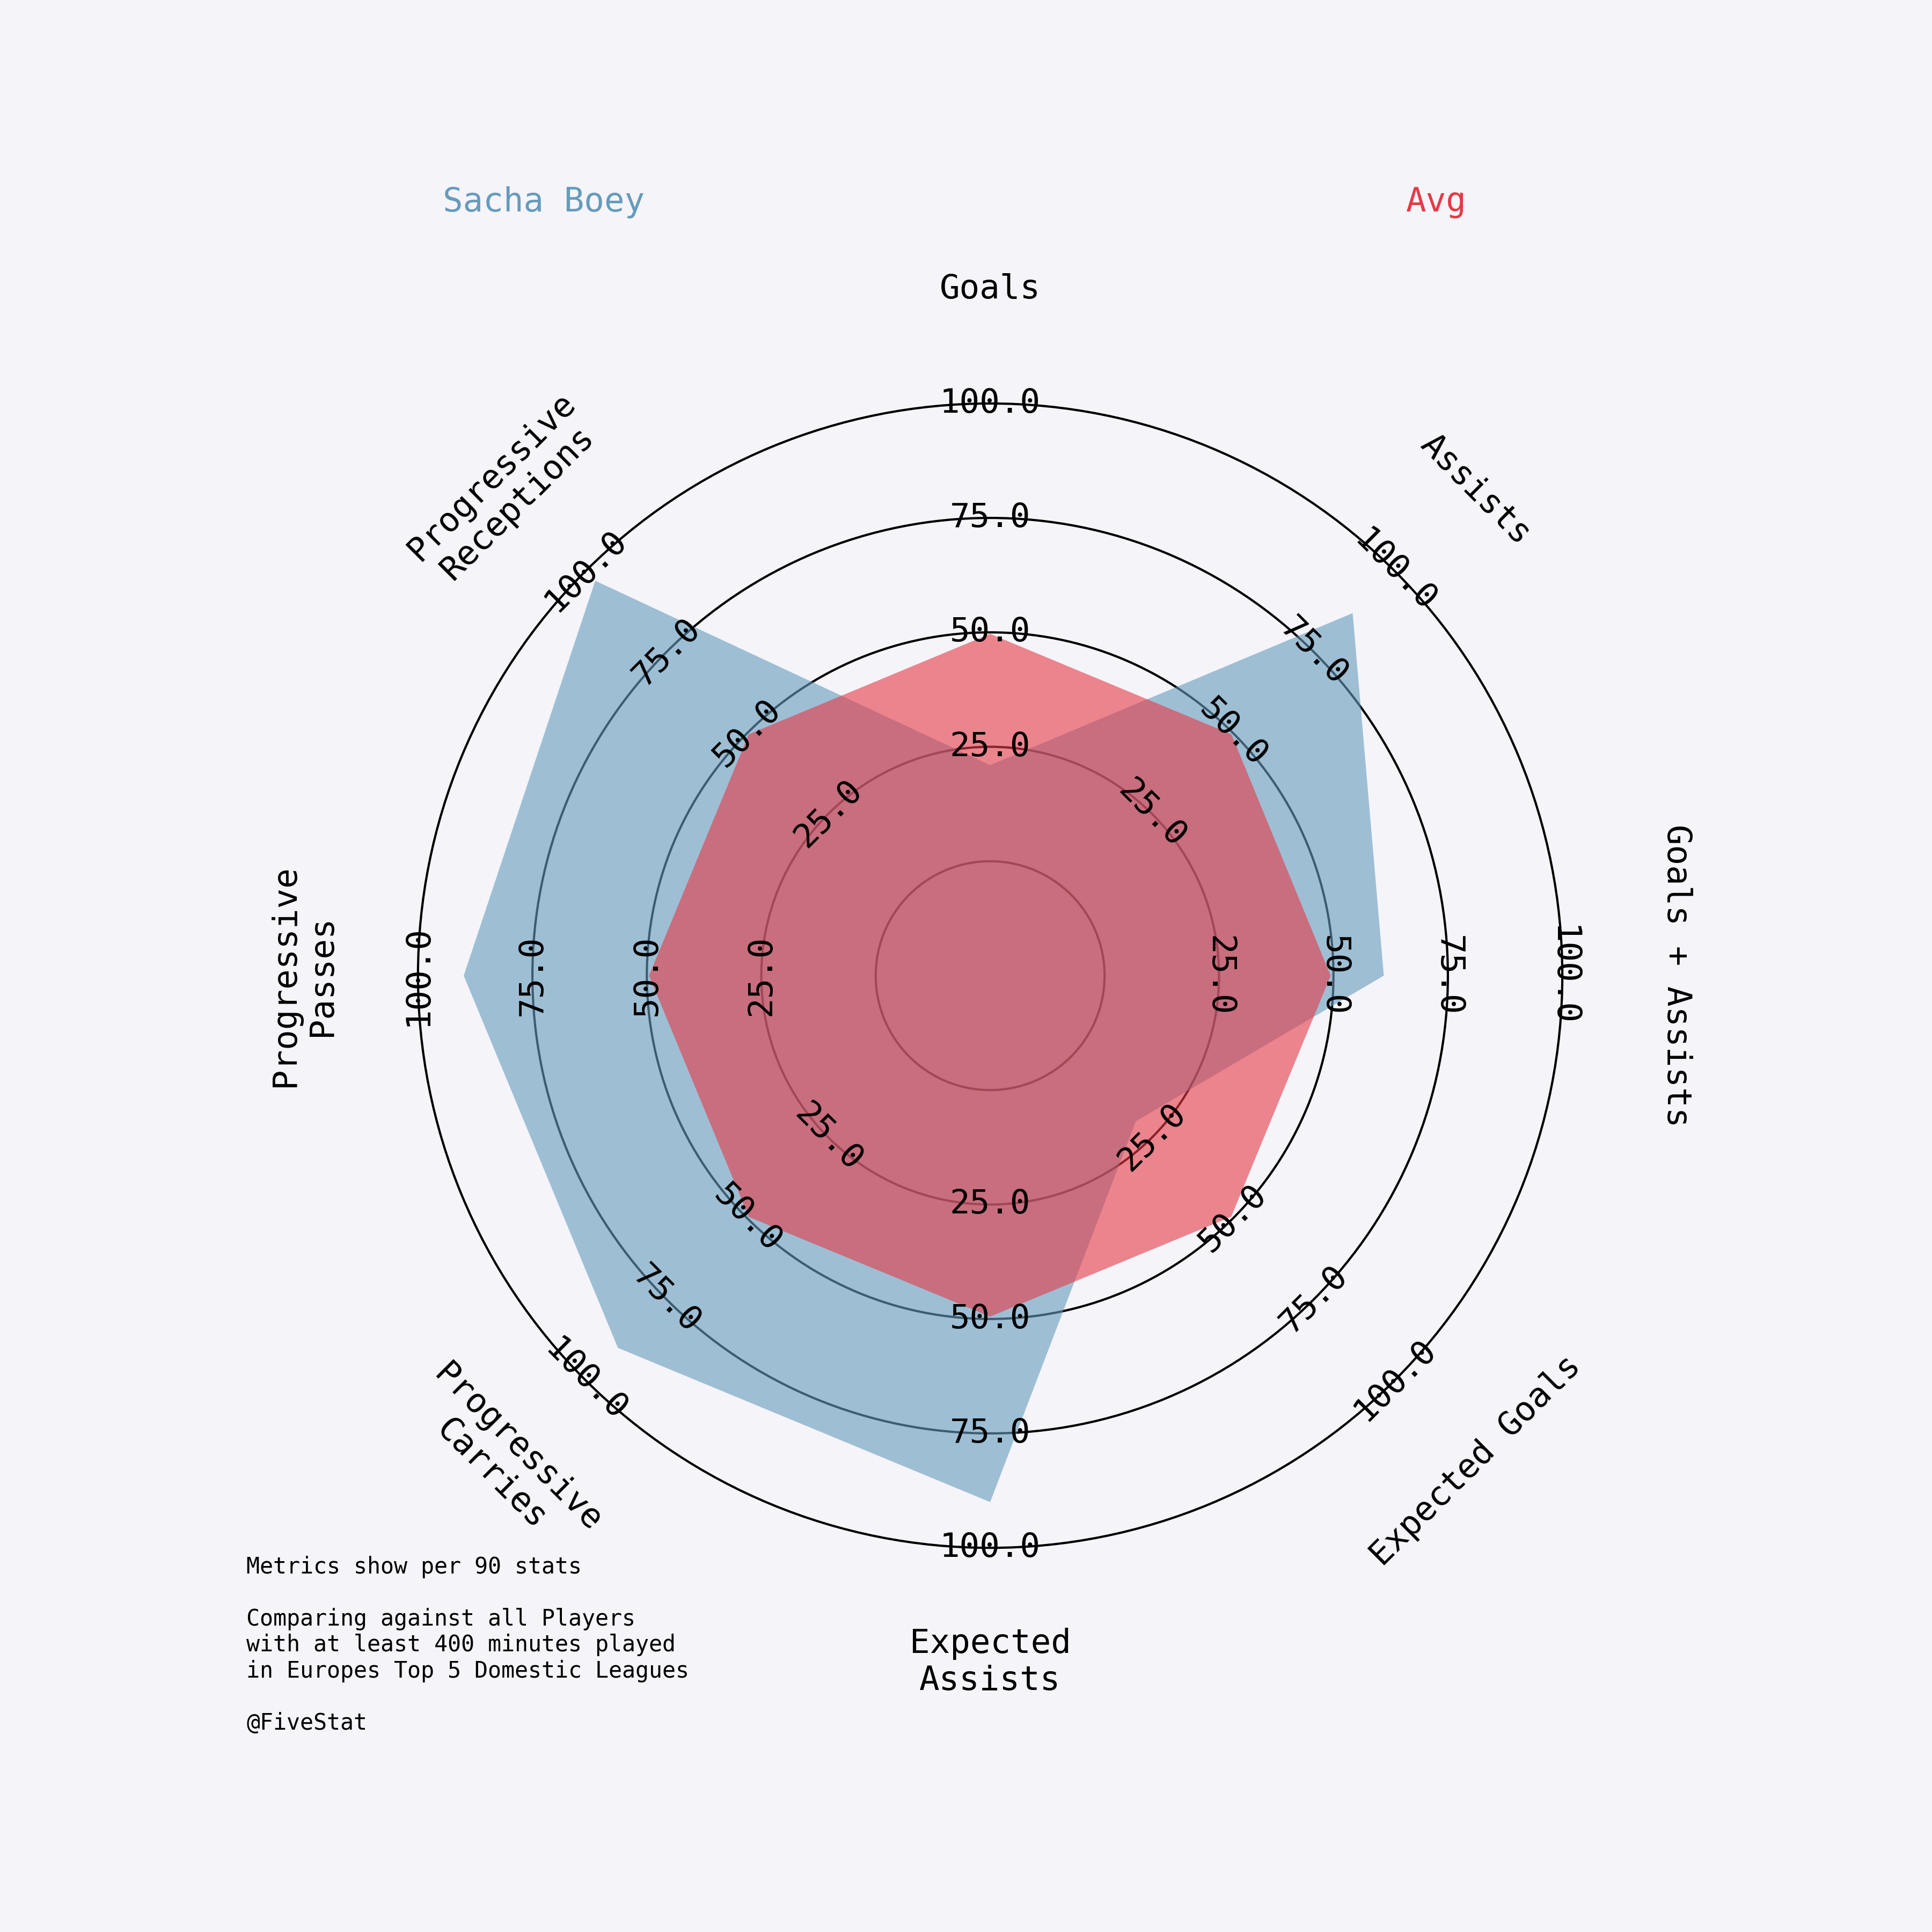 Sacha Boey
Avg
Goals
Assists
Goals + Assists
Expected Goals
Expected
Assists
Progressive
Carries
Progressive
Passes
Progressive
Receptions
25.0
50.0
75.0
100.0
25.0
50.0
75.0
100.0
25.0
50.0
75.0
100.0
25.0
50.0
75.0
100.0
25.0
50.0
75.0
100.0
25.0
50.0
75.0
100.0
25.0
50.0
75.0
100.0
25.0
50.0
75.0
100.0
Metrics show per 90 stats
Comparing against all Players
with at least 400 minutes played
in Europes Top 5 Domestic Leagues
@FiveStat